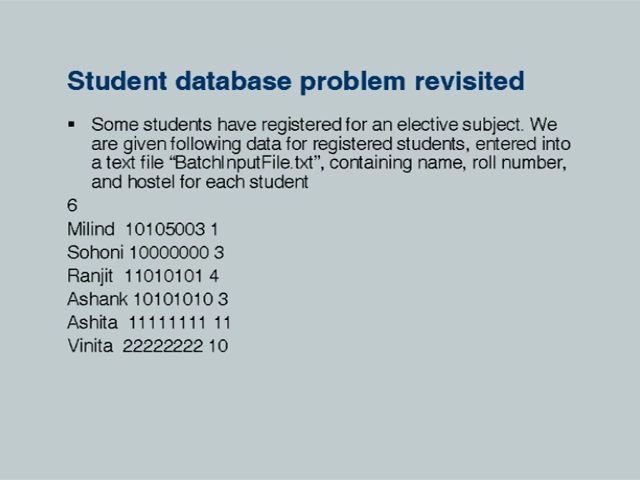 Student database problem revisited
▪ Some students have registered for an elective subject. We
are given following data for registered students, entered into
a text file “BatchInputFile.txt”, containing name, roll number,
and hostel for each student
6
Milind 10105003 1
Sohoni 10000000 3
Ranjit 11010101 4
Ashank 10101010 3
Ashita 11111111 11
Vinita 22222222 10